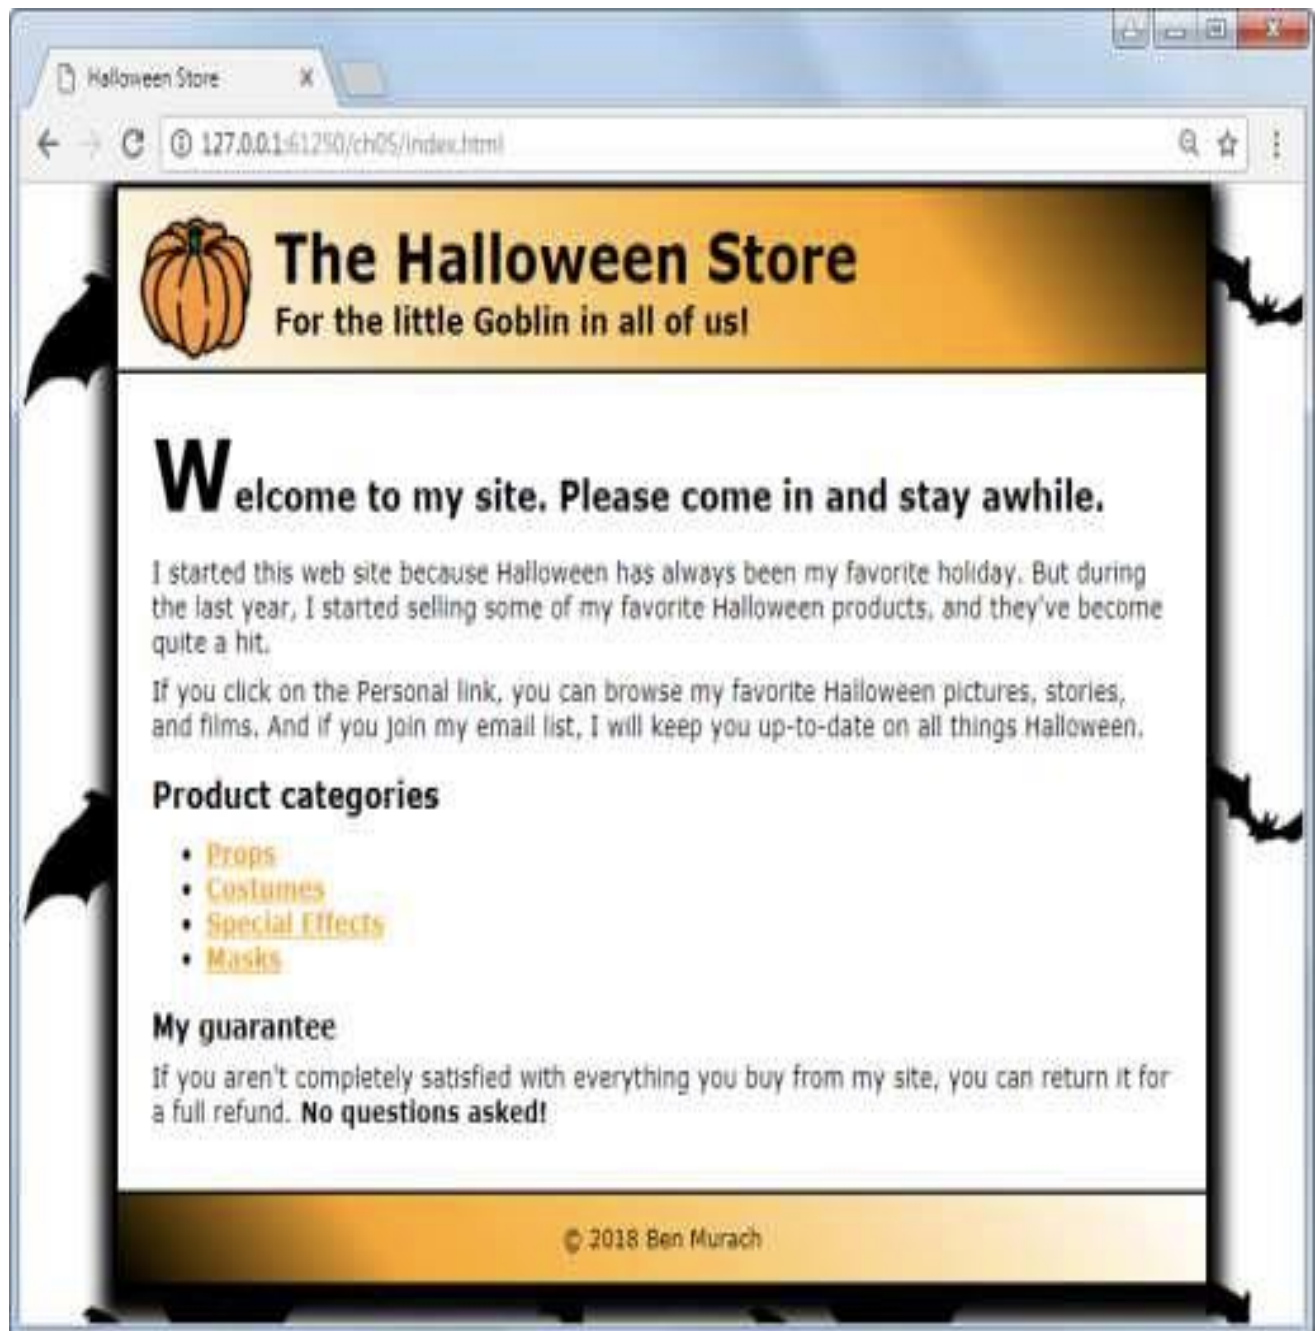 Halloween Store
127.0.0.1:61250/ch05/index.html
The Halloween Store
For the little Goblin in all of us!
Welcome to my site. Please come in and stay awhile.
I started this web site because Halloween has always been my favorite holiday. But during
the last year, I started selling some of my favorite Halloween products, and they've become
quite a hit.
If you click on the Personal link, you can browse my favorite Halloween pictures, stories,
and films. And if you join my email list, I will keep you up-to-date on all things Halloween.
Product categories
• Props
• Costumes
• Special Effects
• Masks
My guarantee
If you aren't completely satisfied with everything you buy from my site, you can return it for
a full refund. No questions asked!
© 2018 Ben Murach